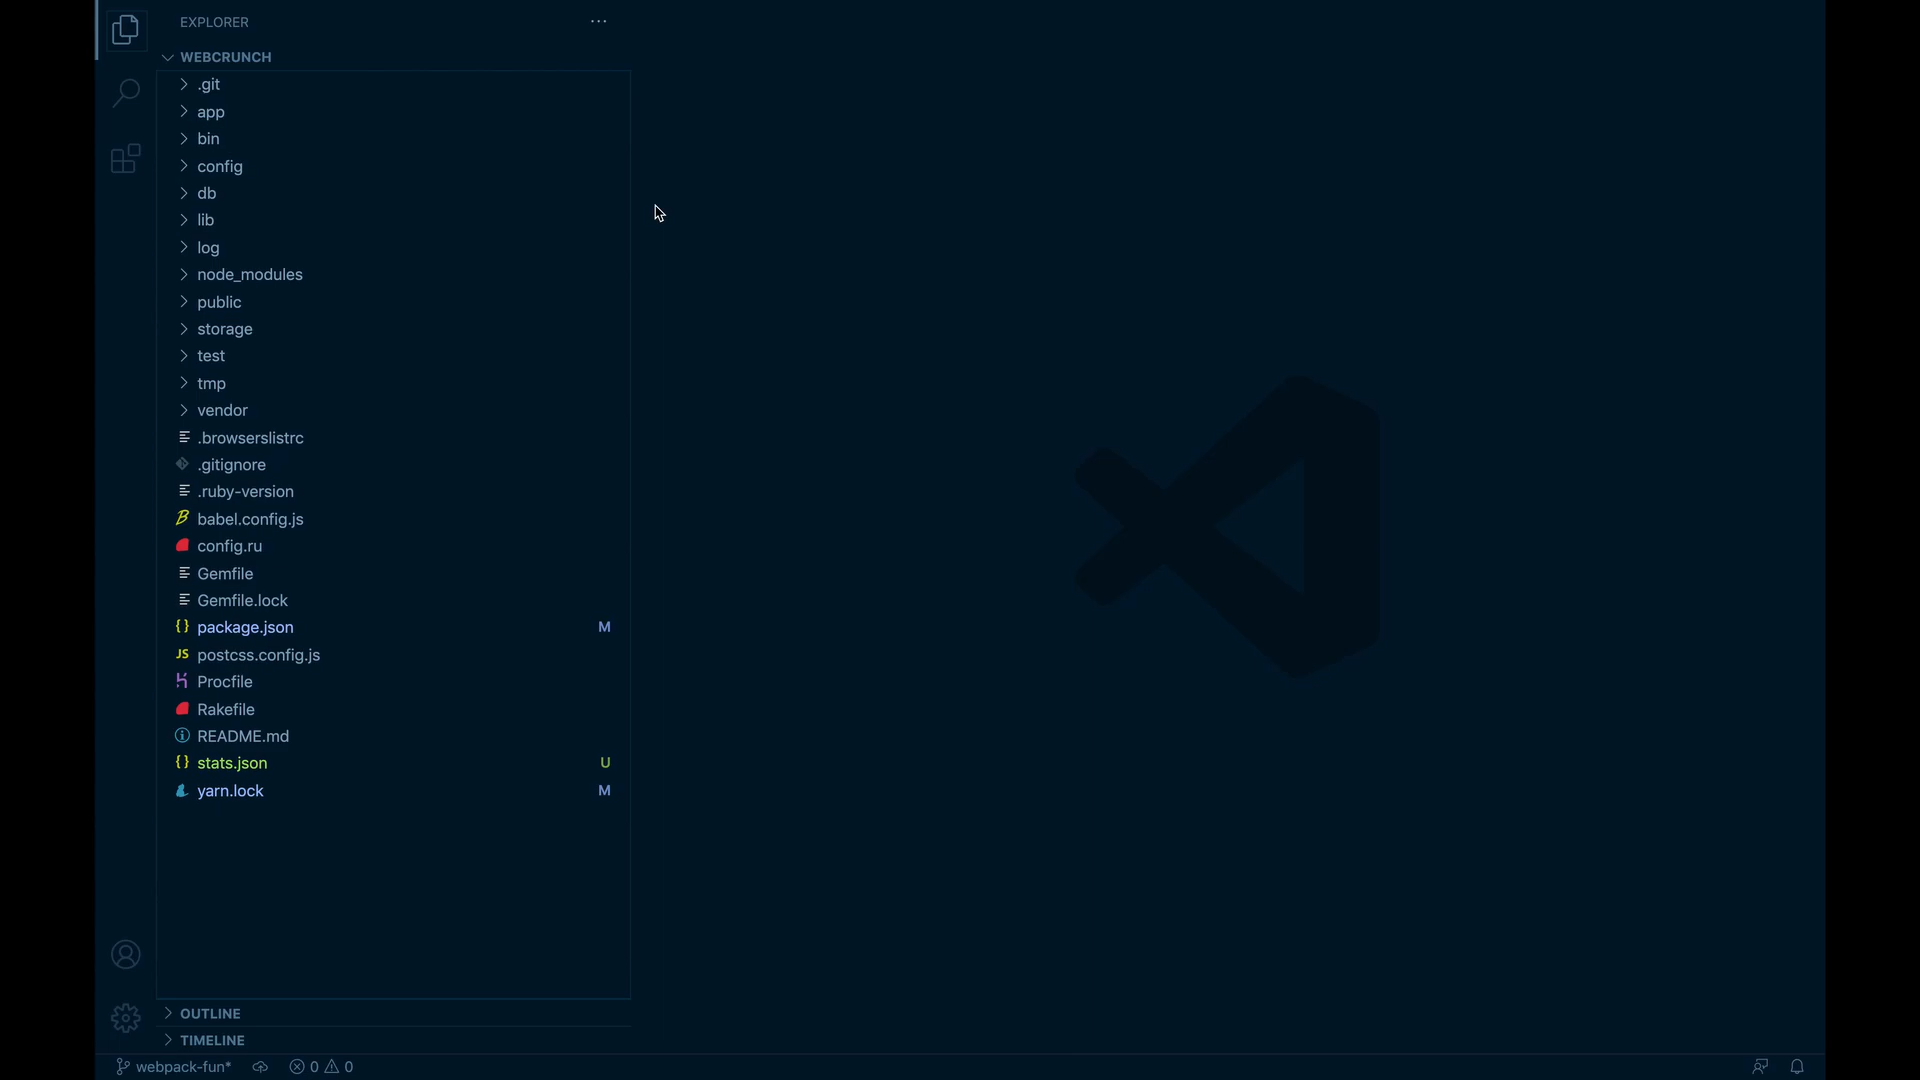 EXPLORER
WEBCRUNCH
.git
app
bin
config
db
lib
log
node_modules
public
storage
test
tmp
vendor
.browserslistrc
.gitignore
.ruby-version
babel.config.js
config.ru
Gemfile
Gemfile.lock
package.json M
JS postcss.config.js
Procfile
Rakefile
README.md
stats.json U
yarn.lock M
OUTLINE
TIMELINE
webpack-fun* 0 0